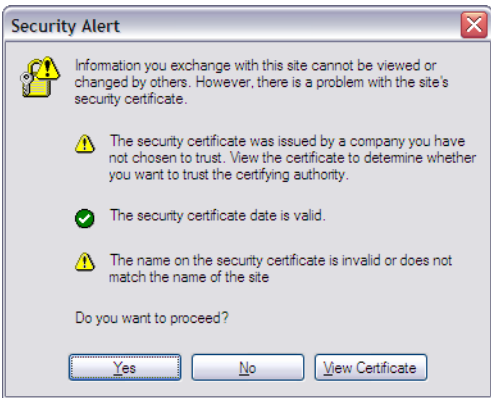 Security Alert
Information you exchange with this site cannot be viewed or
changed by others. However, there is a problem with the site's
security certificate.
The security certificate was issued by a company you have
not chosen to trust. View the certificate to determine whether
you want to trust the certifying authority.
The security certificate date is valid.
The name on the security certificate is invalid or does not
match the name of the site
Do you want to proceed?
Yes No View Certificate